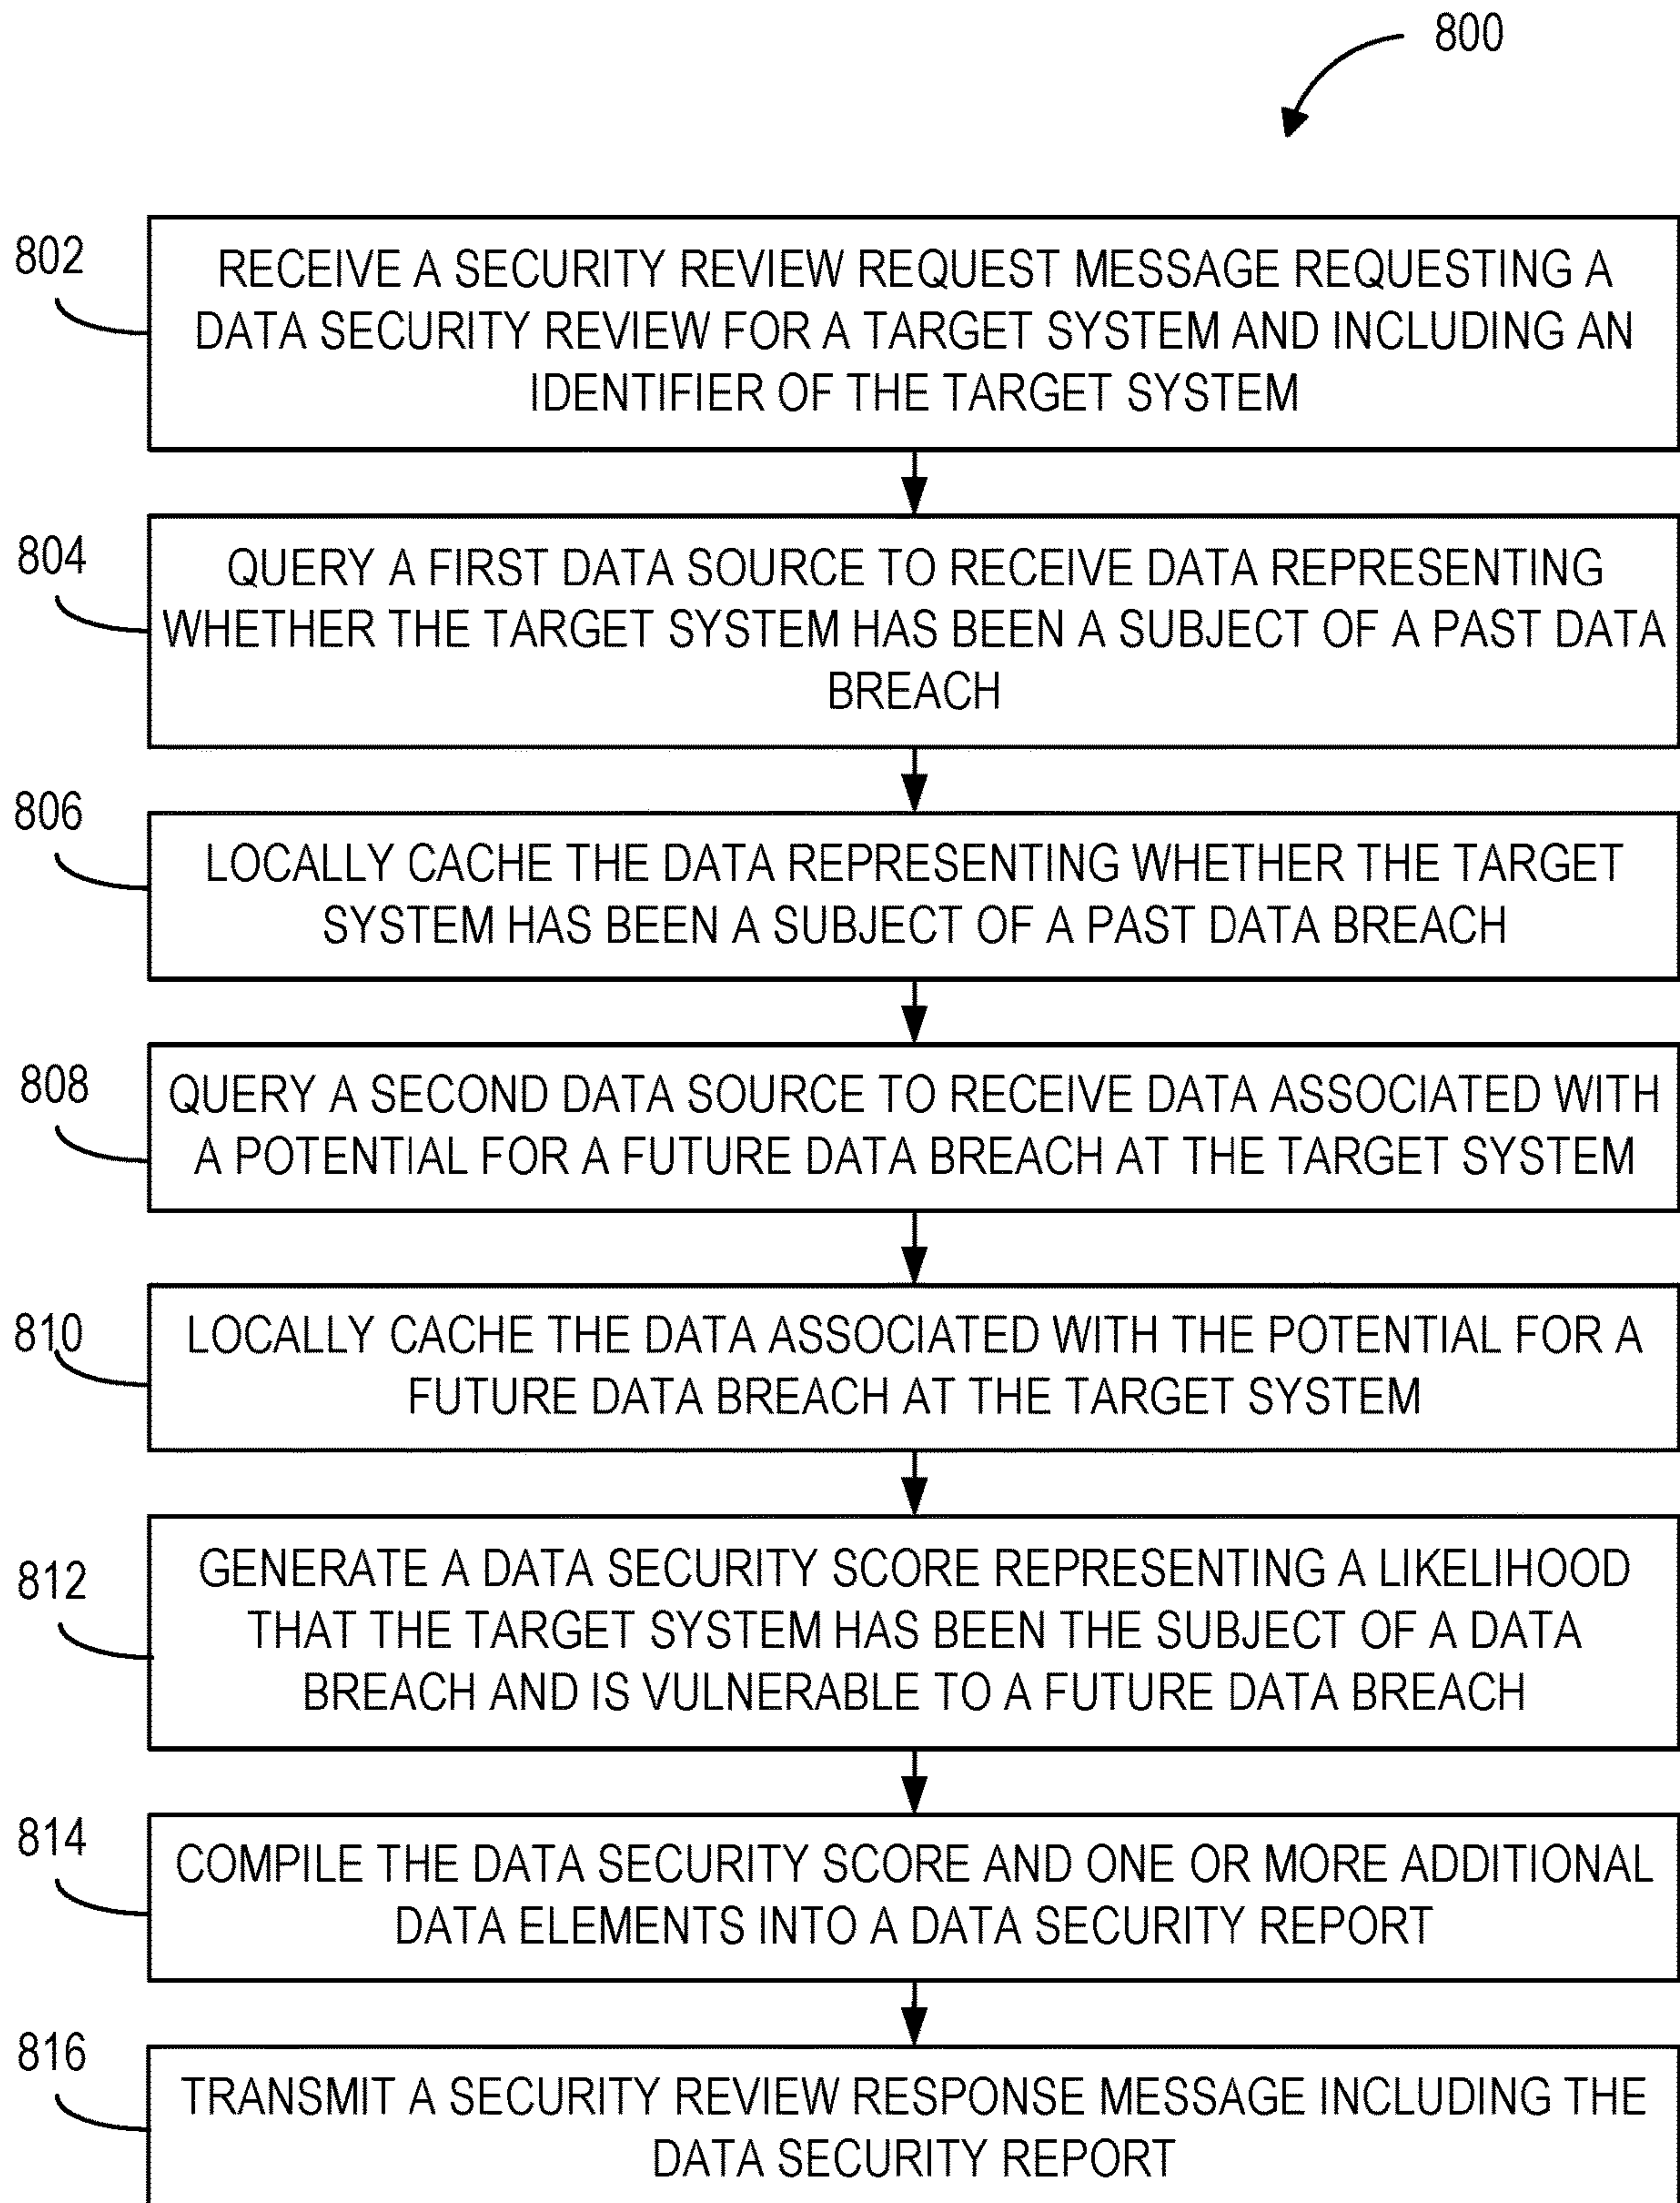 800
802
RECEIVE A SECURITY REVIEW REQUEST MESSAGE REQUESTING A
DATA SECURITY REVIEW FOR A TARGET SYSTEM AND INCLUDING AN
IDENTIFIER OF THE TARGET SYSTEM
804
QUERY A FIRST DATA SOURCE TO RECEIVE DATA REPRESENTING
WHETHER THE TARGET SYSTEM HAS BEEN A SUBJECT OF A PAST DATA
BREACH
806
LOCALLY CACHE THE DATA REPRESENTING WHETHER THE TARGET
SYSTEM HAS BEEN A SUBJECT OF A PAST DATA BREACH
808
QUERY A SECOND DATA SOURCE TO RECEIVE DATA ASSOCIATED WITH
A POTENTIAL FOR A FUTURE DATA BREACH AT THE TARGET SYSTEM
810
LOCALLY CACHE THE DATA ASSOCIATED WITH THE POTENTIAL FOR A
FUTURE DATA BREACH AT THE TARGET SYSTEM
812
GENERATE A DATA SECURITY SCORE REPRESENTING A LIKELIHOOD
THAT THE TARGET SYSTEM HAS BEEN THE SUBJECT OF A DATA
BREACH AND IS VULNERABLE TO A FUTURE DATA BREACH
814
COMPILE THE DATA SECURITY SCORE AND ONE OR MORE ADDITIONAL
DATA ELEMENTS INTO A DATA SECURITY REPORT
816
TRANSMIT A SECURITY REVIEW RESPONSE MESSAGE INCLUDING THE
DATA SECURITY REPORT